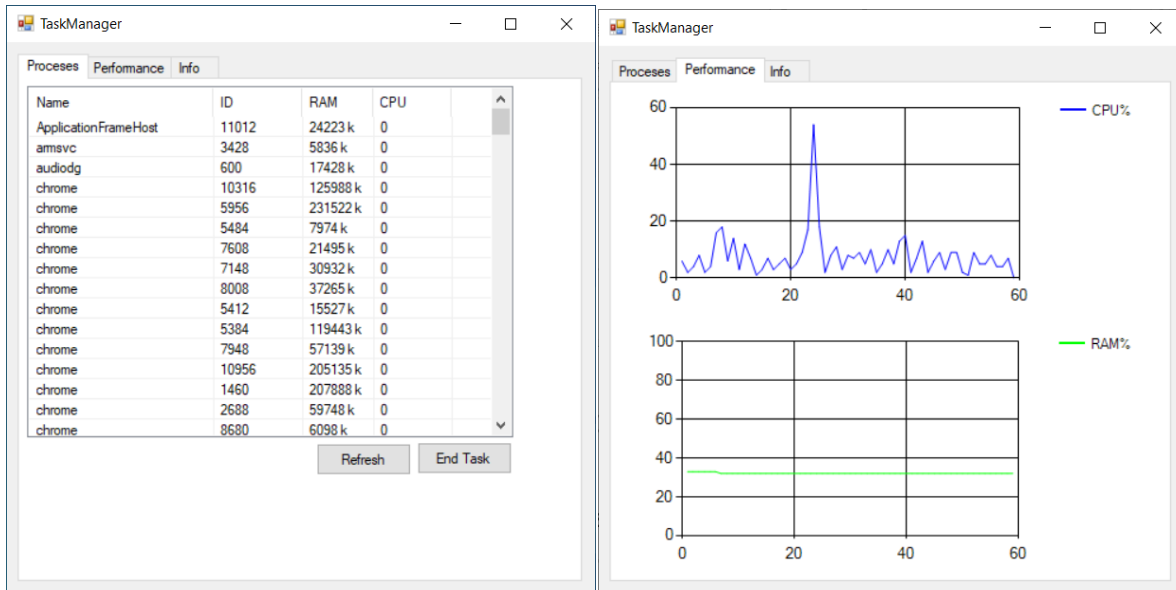 TaskManager
Proceses Performance Info
Name ID RAM CPU
ApplicationFrameHost 11012 24223 k 0
armsvc 3428 5836 k 0
audiodg 600 17428 k 0
chrome 10316 125988 k 0
chrome 5956 231522 k 0
chrome 5484 7974 k 0
chrome 7608 21495 k 0
chrome 7148 30932 k 0
chrome 8008 37265 k 0
chrome 5412 15527 k 0
chrome 5384 119443 k 0
chrome 7948 57139 k 0
chrome 10956 205135 k 0
chrome 1460 207888 k 0
chrome 2688 59748 k 0
chrome 8680 6098 k 0
Refresh End Task
TaskManager
Proceses Performance Info
60
CPU%
40
20
0
0 20 40 60
100
RAM%
80
60
40
20
0
0 20 40 60